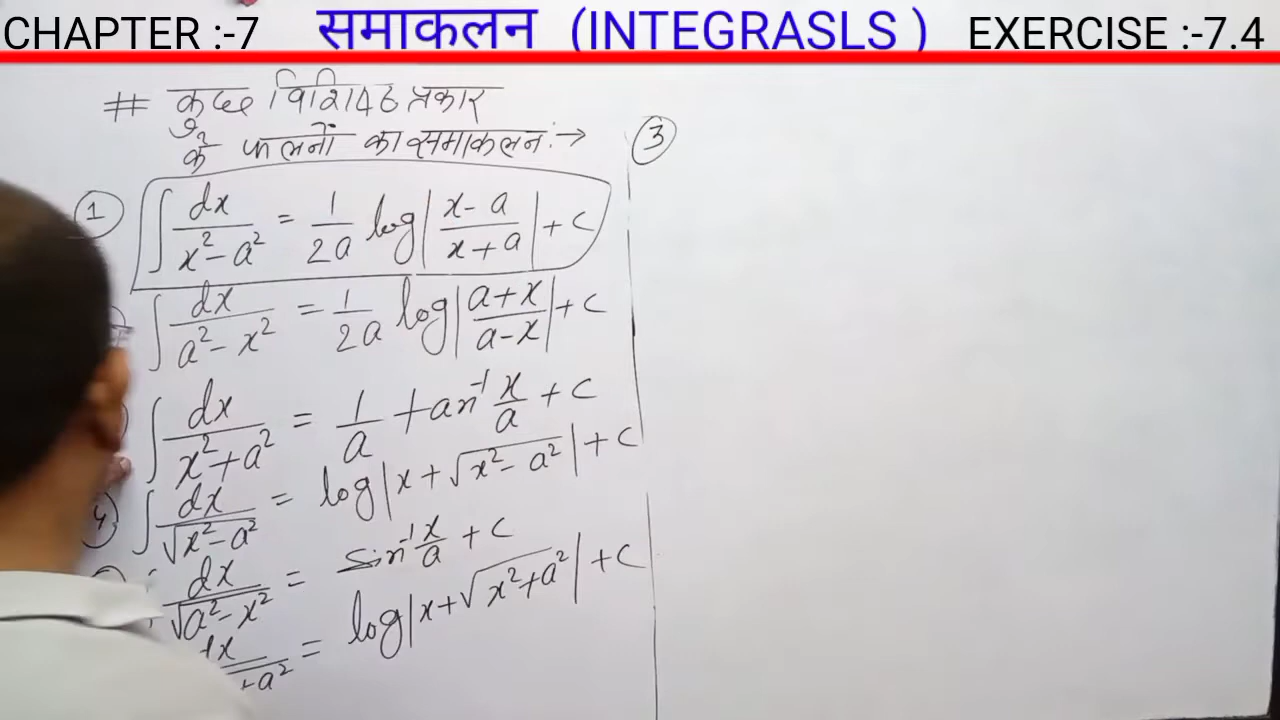 CHAPTER :-7 समाकलन (INTEGRASLS ) EXERCISE :-7.4
# कुछ विशिष्ट प्रकार
के फलनों का समाकलन :→
① ∫ dx/(x² - a²) = 1/2a log |(x - a)/(x + a)| + c
∫ dx/(a² - x²) = 1/2a log |(a + x)/(a - x)| + c
∫ dx/(x² + a²) = 1/a tan⁻¹ x/a + c
④ ∫ dx/√(x² - a²) = log |x + √(x² - a²)| + c
dx/√(a² - x²) = sin⁻¹ x/a + c
dx/ +a² = log |x + √(x² + a²)| + c
③